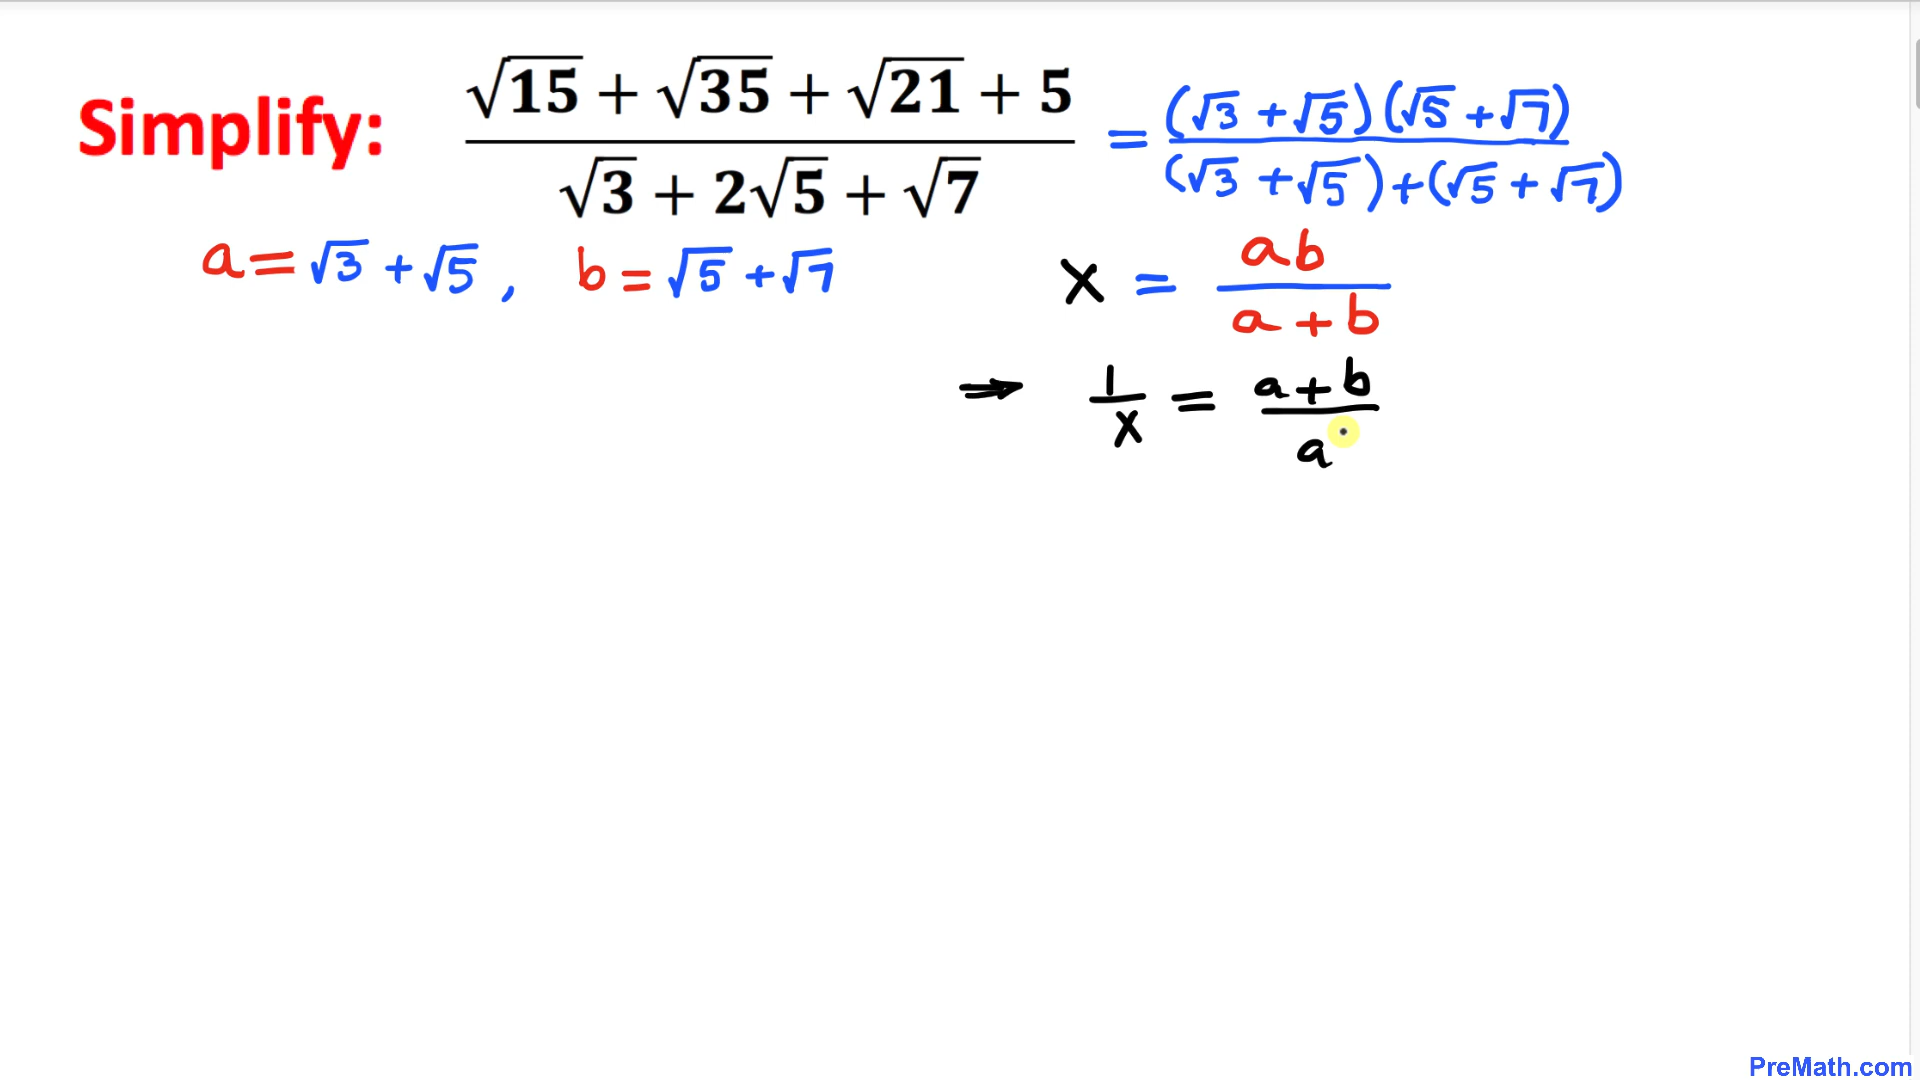 Simplify: (√15 + √35 + √21 + 5) / (√3 + 2√5 + √7) = (√3 + √5)(√5 + √7) / (√3 + √5) + (√5 + √7)
a = √3 + √5 , b = √5 + √7
x = ab / a + b
⇒ 1 / x = a + b / a
PreMath.com